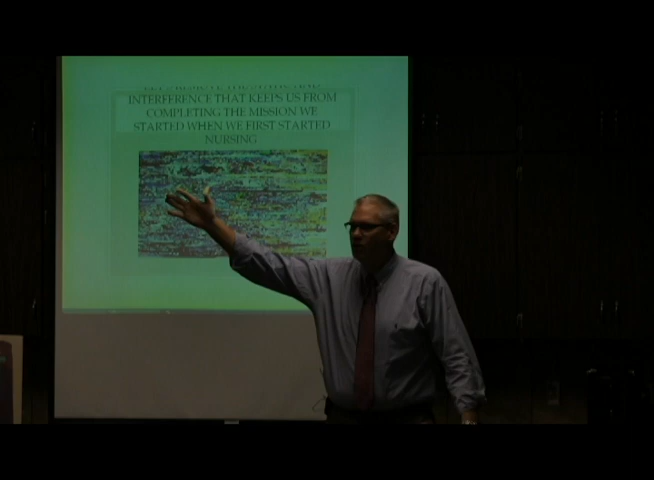 INTERFERENCE THAT KEEPS US FROM
COMPLETING THE MISSION WE
STARTED WHEN WE FIRST STARTED
NURSING